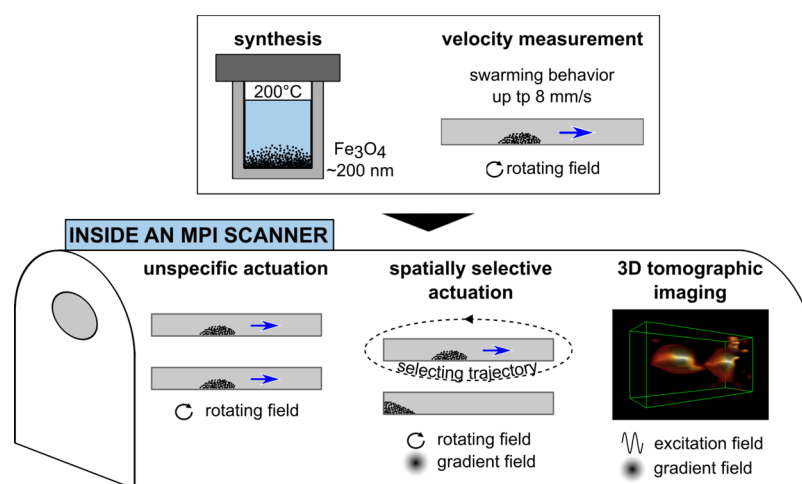 synthesis
200°C
Fe3O4
~200 nm
velocity measurement
swarming behavior
up tp 8 mm/s
rotating field
INSIDE AN MPI SCANNER
unspecific actuation
rotating field
spatially selective
actuation
selecting trajectory
rotating field
gradient field
3D tomographic
imaging
excitation field
gradient field